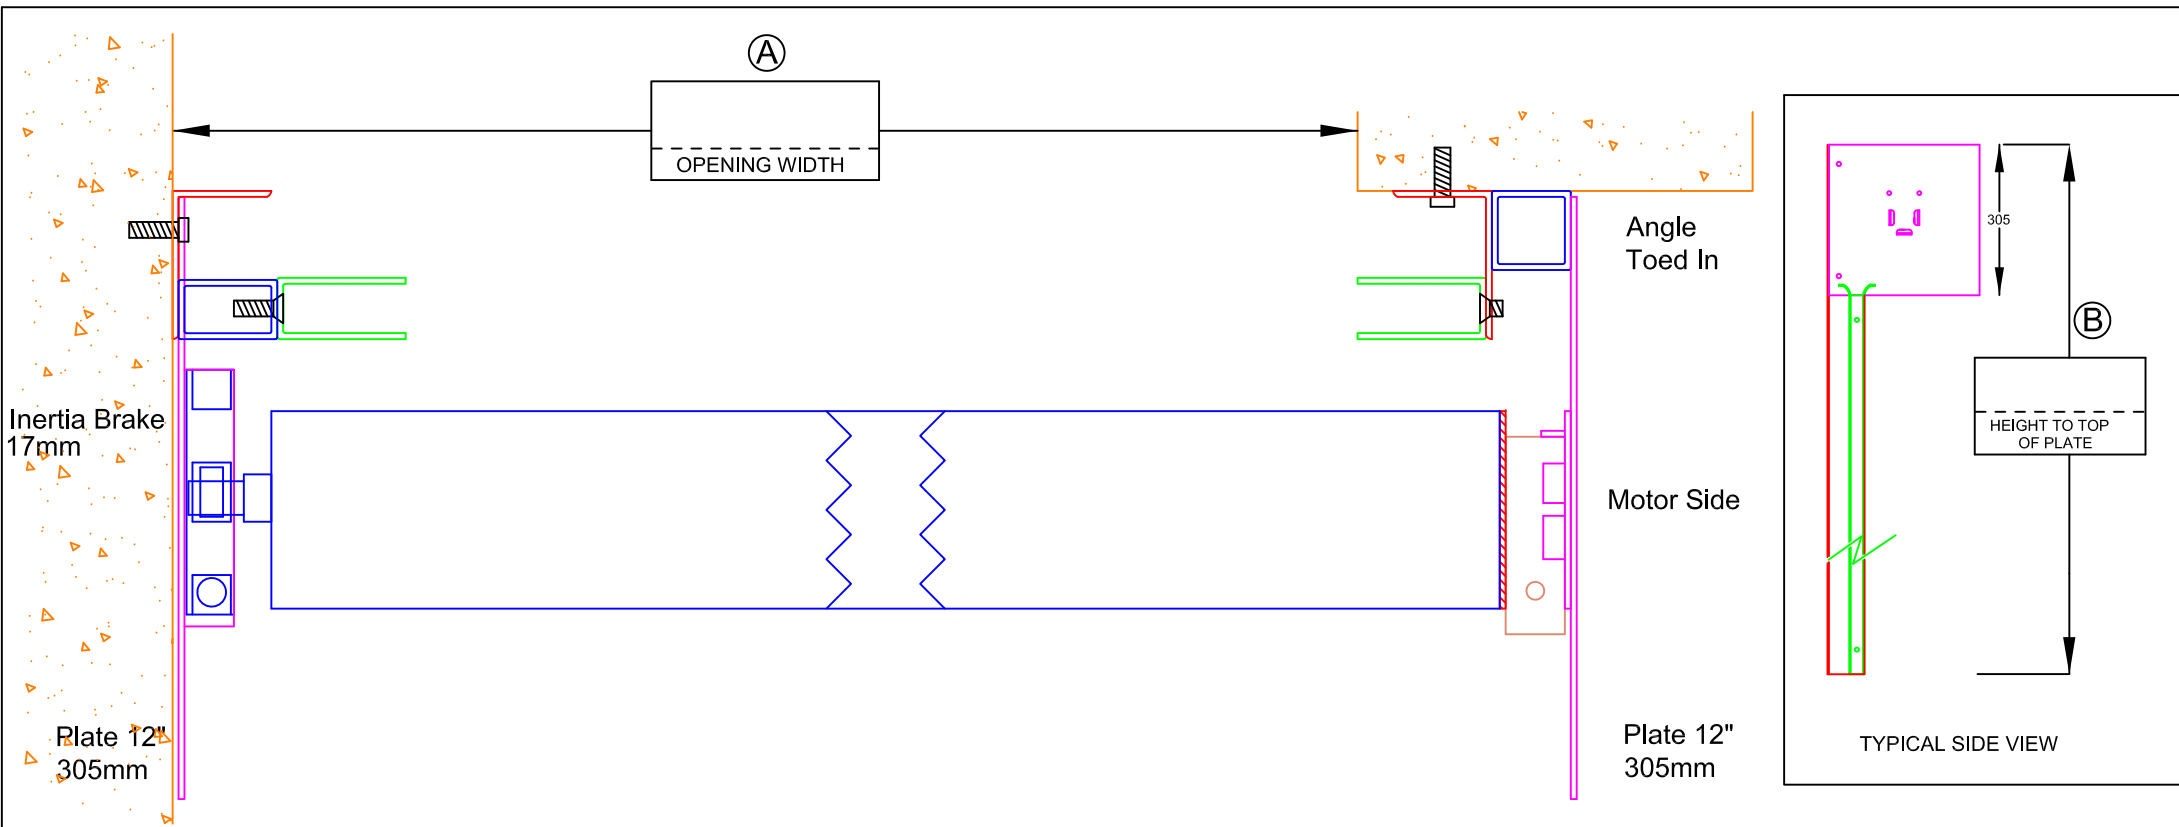 A
OPENING WIDTH
Angle
Toed In
305
B
HEIGHT TO TOP
OF PLATE
Inertia Brake
17mm
Motor Side
Plate 12"
305mm
Plate 12"
305mm
TYPICAL SIDE VIEW